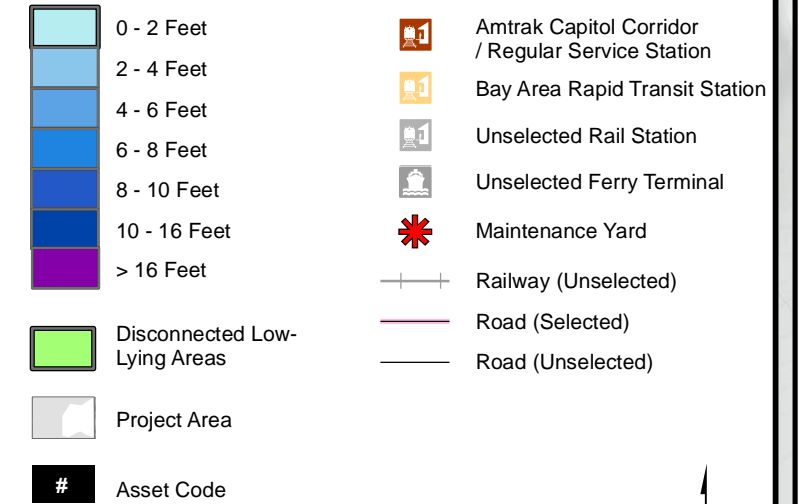 0 - 2 Feet
2 - 4 Feet
4 - 6 Feet
6 - 8 Feet
8 - 10 Feet
10 - 16 Feet
> 16 Feet
Disconnected Low-
Lying Areas
Project Area
# Asset Code
Amtrak Capitol Corridor
/ Regular Service Station
Bay Area Rapid Transit Station
Unselected Rail Station
Unselected Ferry Terminal
Maintenance Yard
Railway (Unselected)
Road (Selected)
Road (Unselected)